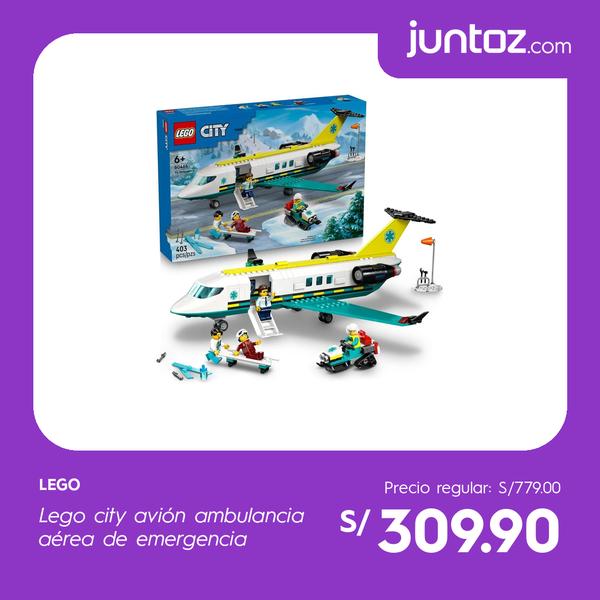 juntoz.com
LEGO CITY
6+
403
pcs/pzs
LEGO
Lego city avión ambulancia
aérea de emergencia
Precio regular: S/779.00
S/ 309.90